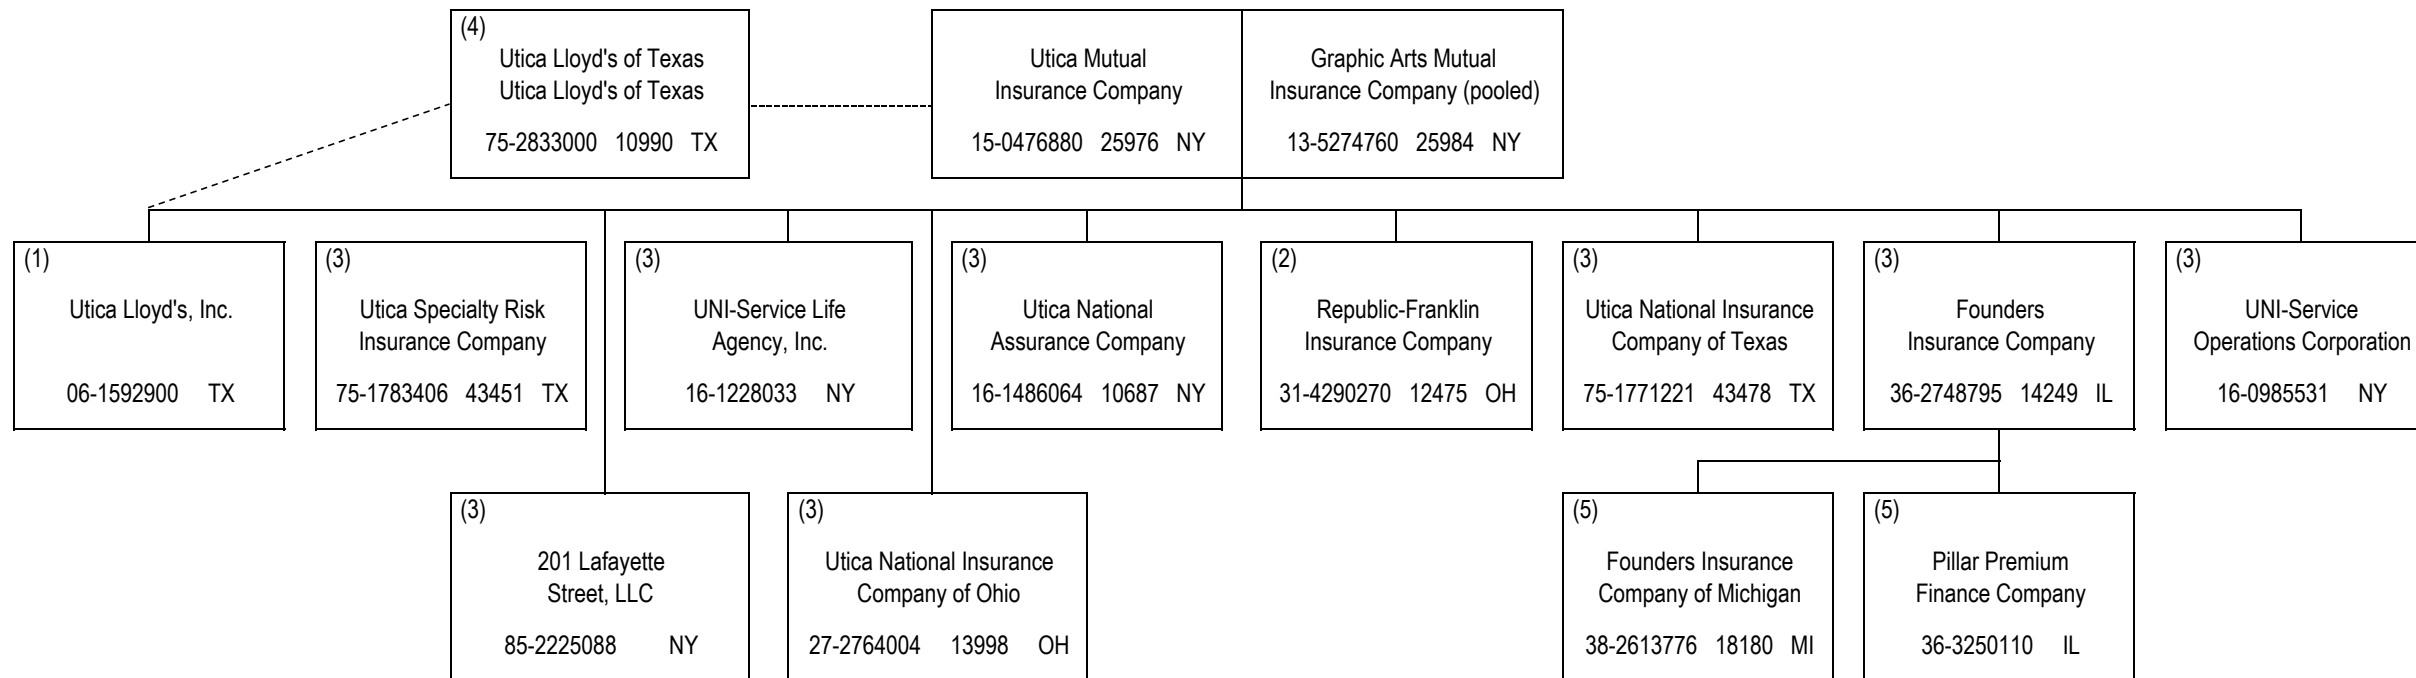 (4)
Utica Lloyd's of Texas
Utica Lloyd's of Texas
75-2833000 10990 TX
Utica Mutual
Insurance Company
15-0476880 25976 NY
Graphic Arts Mutual
Insurance Company (pooled)
13-5274760 25984 NY
(1)
Utica Lloyd's, Inc.
06-1592900 TX
(3)
Utica Specialty Risk
Insurance Company
75-1783406 43451 TX
(3)
UNI-Service Life
Agency, Inc.
16-1228033 NY
(3)
Utica National
Assurance Company
16-1486064 10687 NY
(2)
Republic-Franklin
Insurance Company
31-4290270 12475 OH
(3)
Utica National Insurance
Company of Texas
75-1771221 43478 TX
(3)
Founders
Insurance Company
36-2748795 14249 IL
(3)
UNI-Service
Operations Corporation
16-0985531 NY
(3)
201 Lafayette
Street, LLC
85-2225088 NY
(3)
Utica National Insurance
Company of Ohio
27-2764004 13998 OH
(5)
Founders Insurance
Company of Michigan
38-2613776 18180 MI
(5)
Pillar Premium
Finance Company
36-3250110 IL